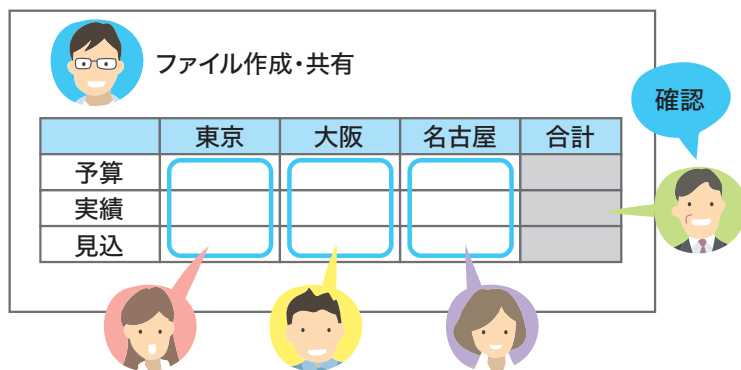 ファイル作成・共有
確認
東京 大阪 名古屋 合計
予算
実績
見込